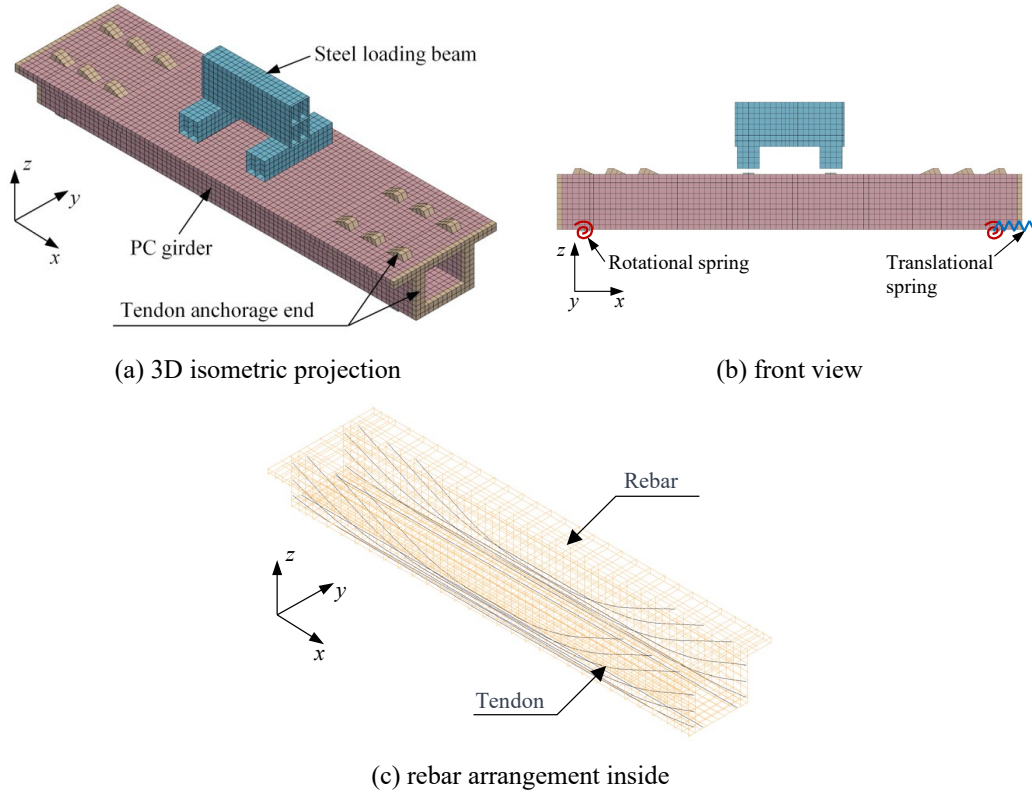 Steel loading beam
z
y
x
PC girder
Tendon anchorage end
(a) 3D isometric projection
z
y
x
Rotational spring
Translational
spring
(b) front view
Rebar
z
y
x
Tendon
(c) rebar arrangement inside